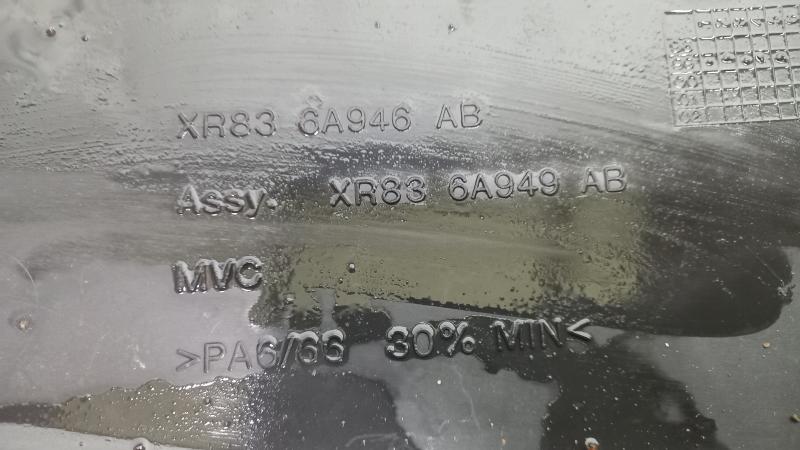 XR83 6A946 AB
Assy. XR83 6A949 AB
MVC
>PA6/66 30% MIN<